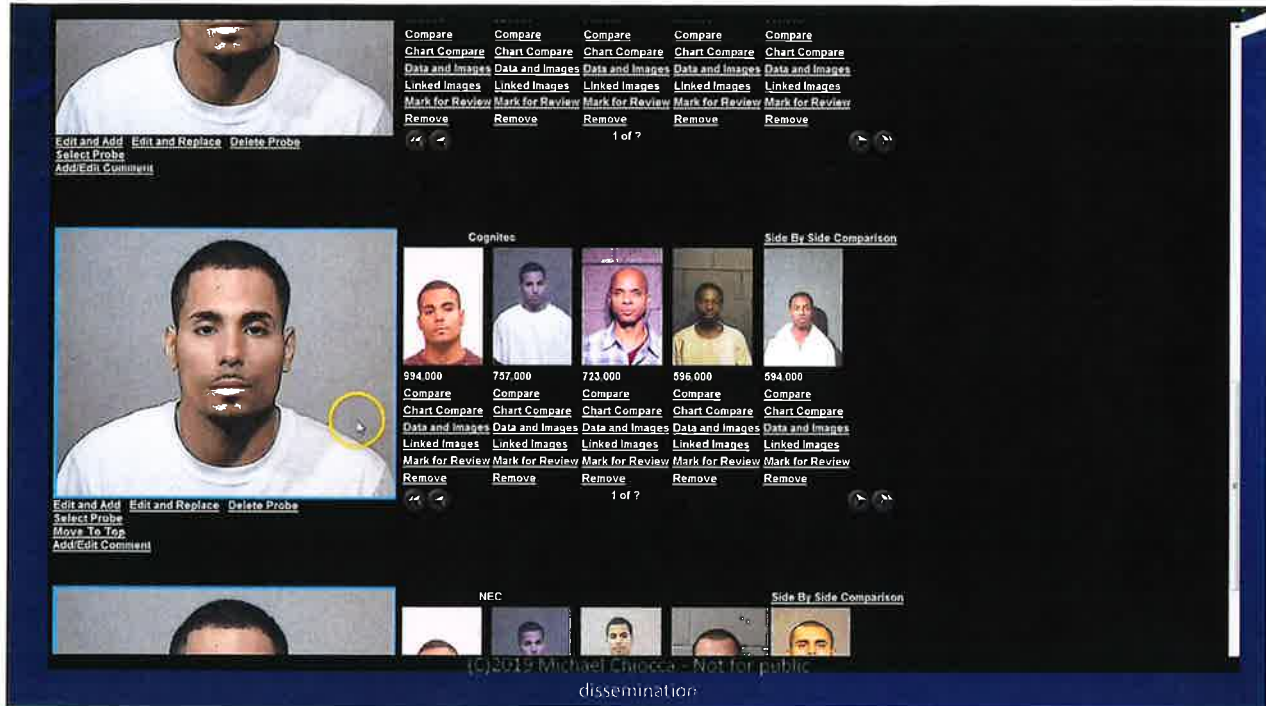 Compare Compare Compare Compare Compare
Chart Compare Chart Compare Chart Compare Chart Compare Chart Compare
Data and Images Data and Images Data and Images Data and Images Data and Images
Linked Images Linked Images Linked Images Linked Images Linked Images
Mark for Review Mark for Review Mark for Review Mark for Review Mark for Review
Remove Remove Remove Remove Remove
1 of ?
Edit and Add Edit and Replace Delete Probe
Select Probe
Add/Edit Comment
Cognitec Side By Side Comparison
994,000 757,000 723,000 596,000 594,000
Compare Compare Compare Compare Compare
Chart Compare Chart Compare Chart Compare Chart Compare Chart Compare
Data and Images Data and Images Data and Images Data and Images Data and Images
Linked Images Linked Images Linked Images Linked Images Linked Images
Mark for Review Mark for Review Mark for Review Mark for Review Mark for Review
Remove Remove Remove Remove Remove
1 of ?
Edit and Add Edit and Replace Delete Probe
Select Probe
Move To Top
Add/Edit Comment
NEC Side By Side Comparison
(C)2019 Michael Chiocca - Not for public
dissemination